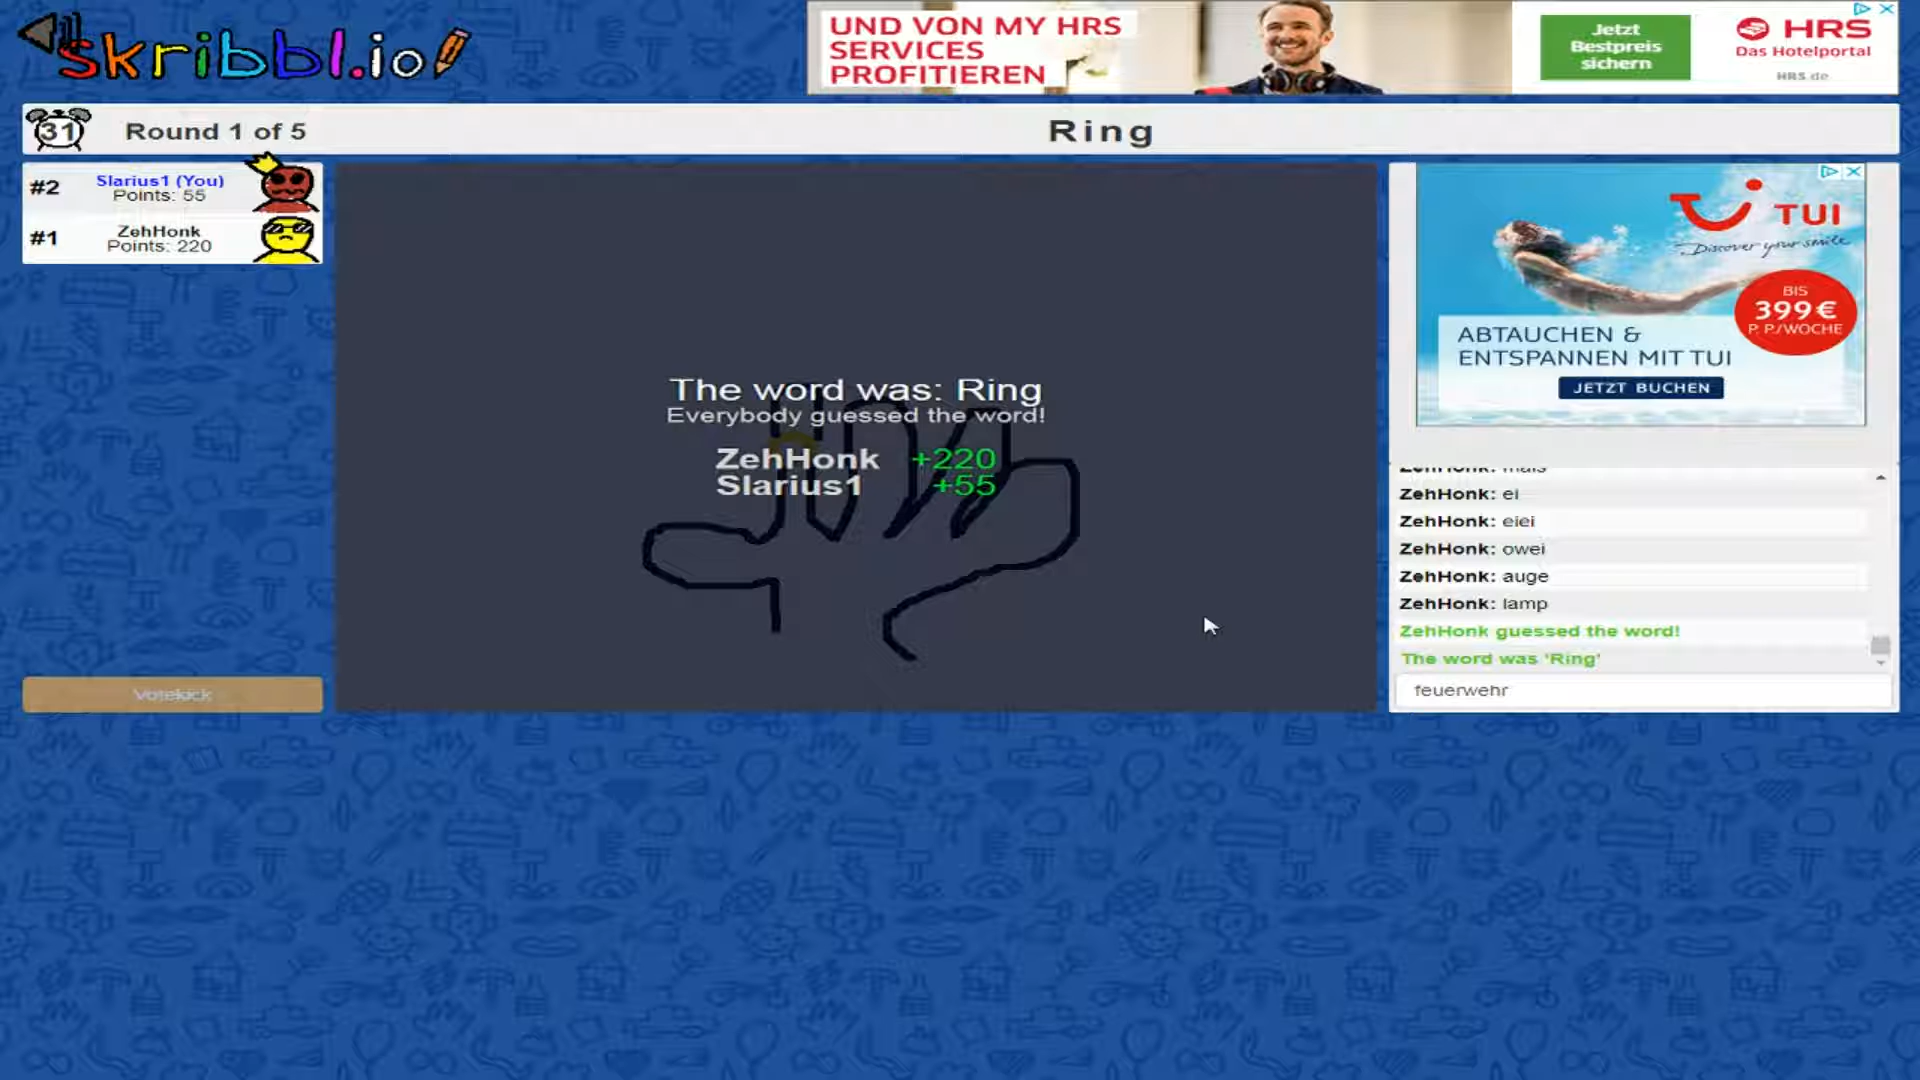 skribbl.io
UND VON MY HRS
SERVICES
PROFITIEREN
Jetzt
Bestpreis
sichern
HRS
Das Hotelportal
HRS.de
31
Round 1 of 5
Ring
#2
Slarius1 (You)
Points: 55
#1
ZehHonk
Points: 220
Votekick
The word was: Ring
Everybody guessed the word!
ZehHonk +220
Slarius1 +55
TUI
Discover your smile
BIS
399 €
P. P./WOCHE
ABTAUCHEN &
ENTSPANNEN MIT TUI
JETZT BUCHEN
ZehHonk: mais
ZehHonk: ei
ZehHonk: eiei
ZehHonk: owei
ZehHonk: auge
ZehHonk: lamp
ZehHonk guessed the word!
The word was 'Ring'
feuerwehr